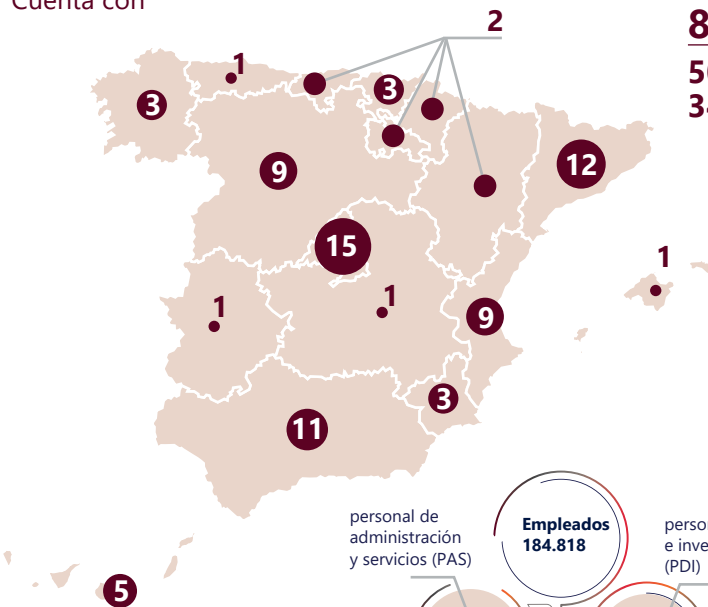 Cuenta con
2
8
1
3
3
9
12
15
1
1
1
9
3
11
5
personal de
administración
y servicios (PAS)
Empleados
184.818
(PDI)